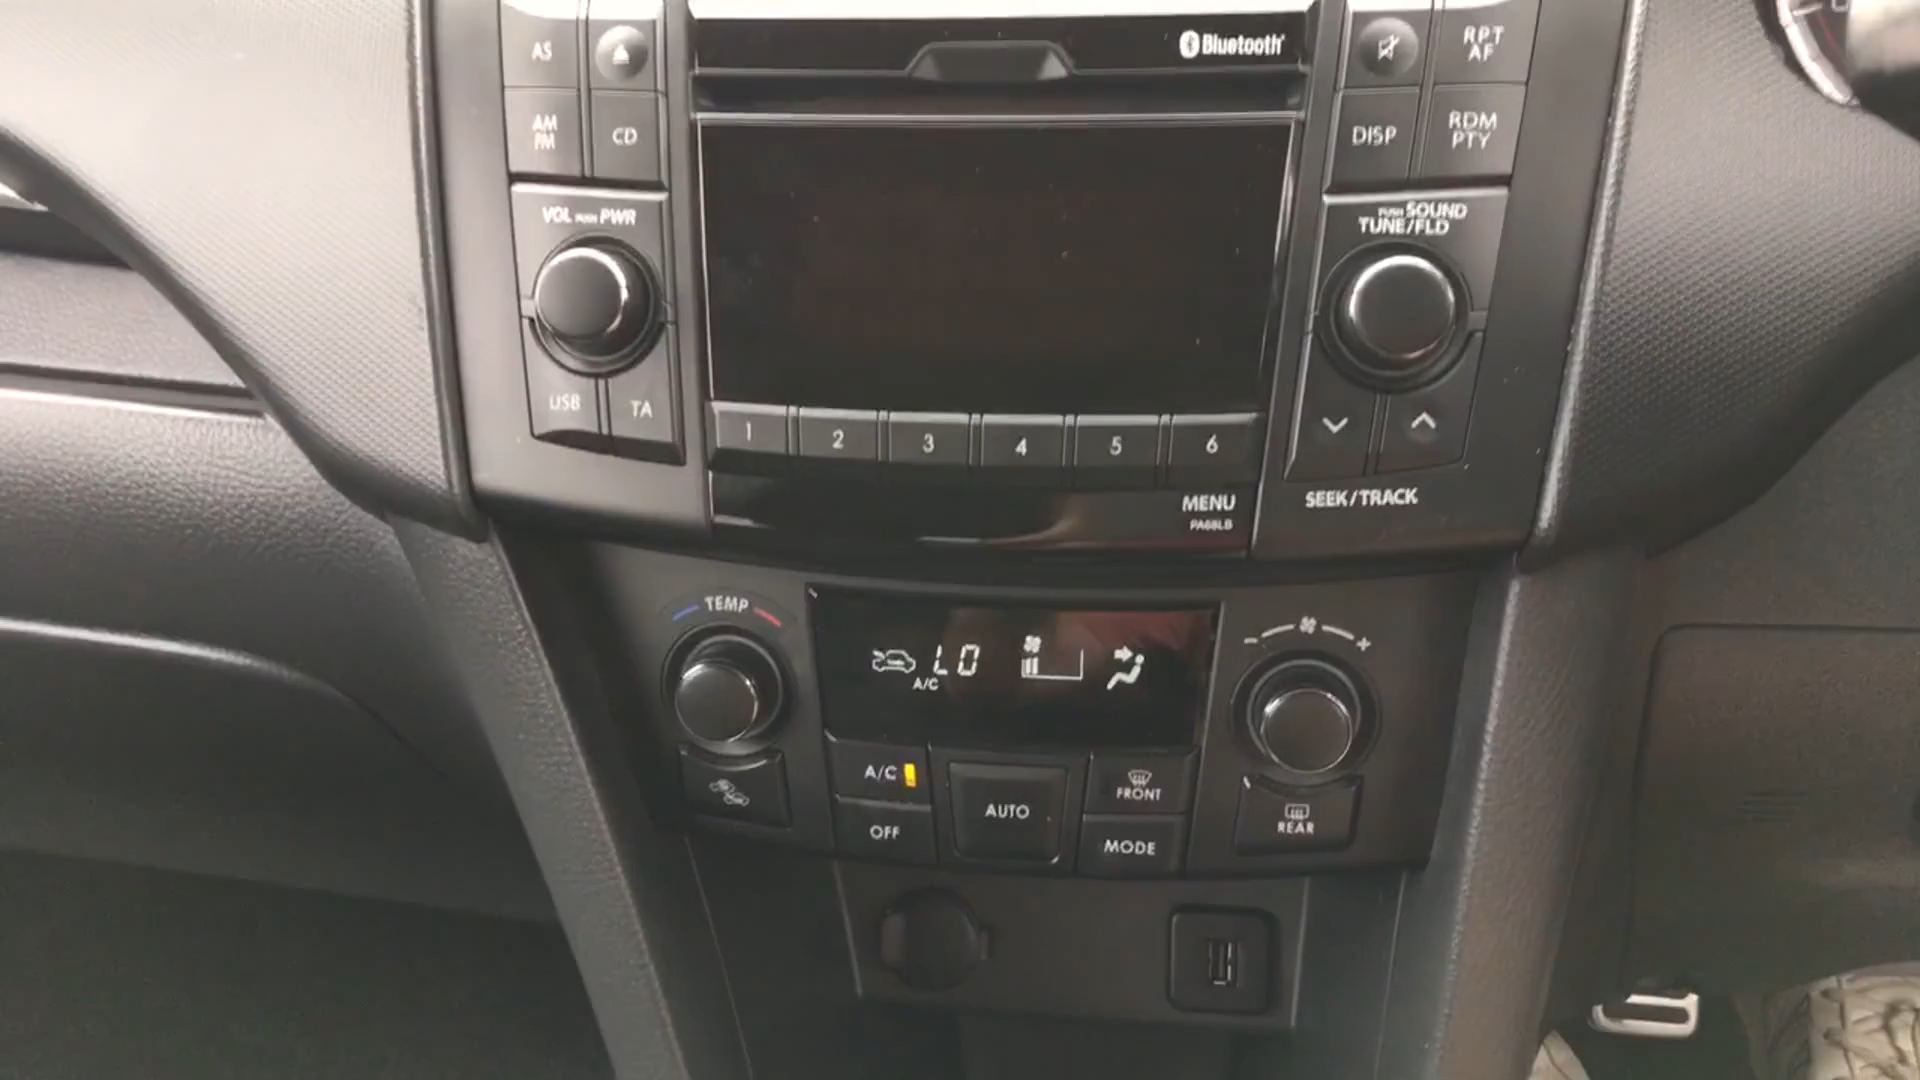 AS
Bluetooth
RPT
AF
AM
FM
CD
DISP
RDM
PTY
VOL PUSH PWR
PUSH SOUND
TUNE/FLD
USB
TA
1
2
3
4
5
6
MENU
PA68LB
SEEK/TRACK
TEMP
- +
LO
A/C
A/C
OFF
AUTO
FRONT
MODE
REAR